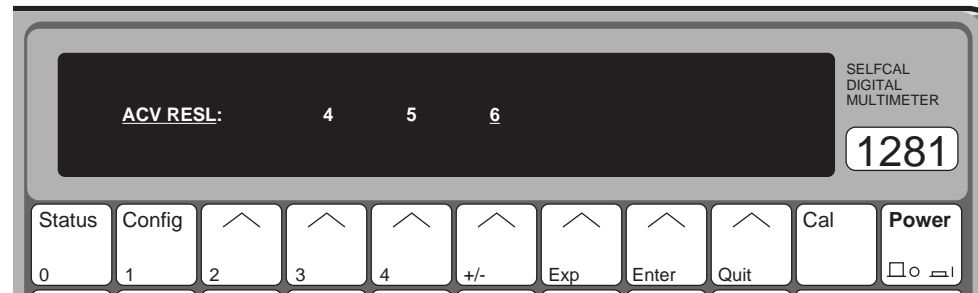 ACV RESL: 4 5 6
SELFCAL
DIGITAL
MULTIMETER
1281
Status Config Cal Power
0 1 2 3 4 +/- Exp Enter Quit